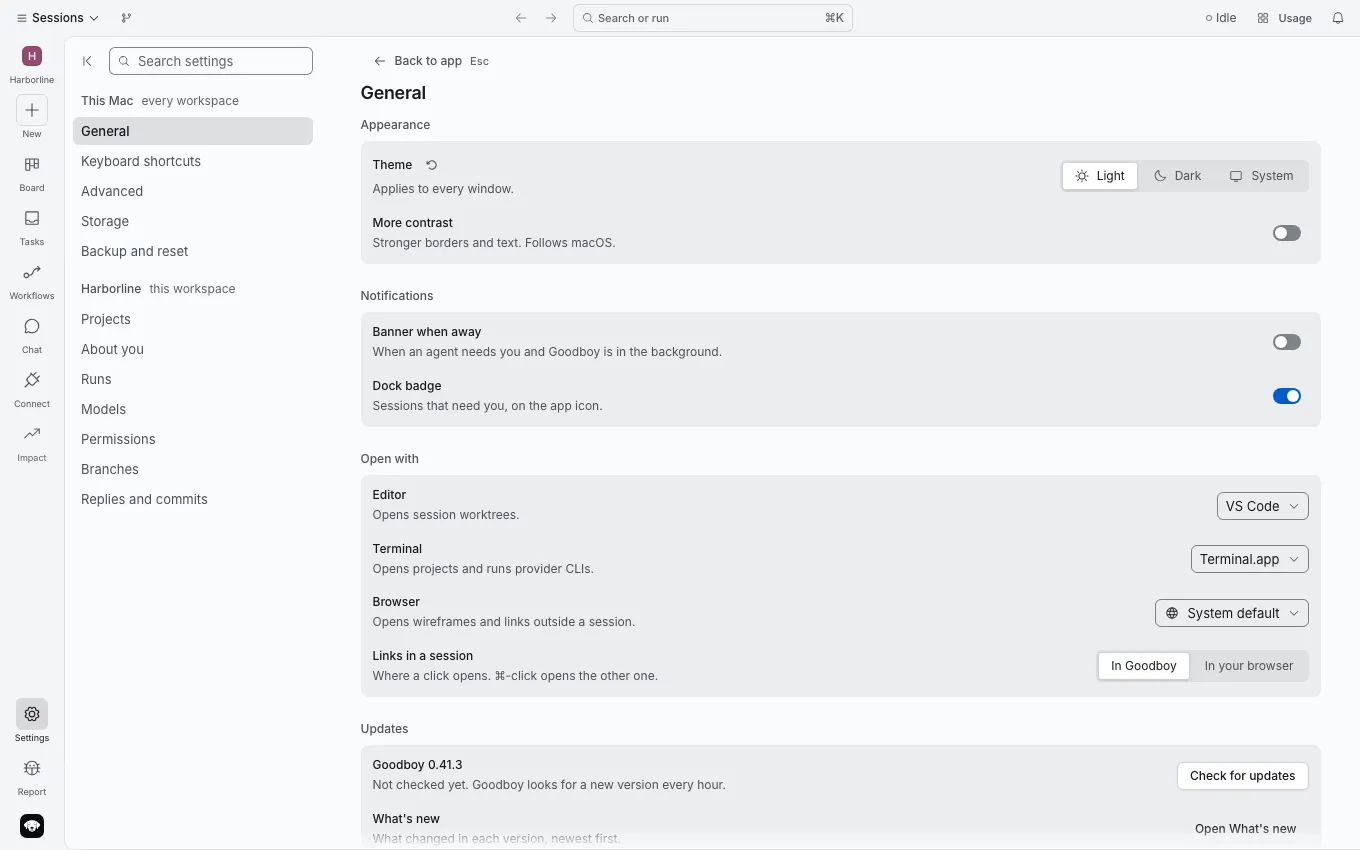 Sessions
Search or run
⌘K
Idle
Usage
H
Harborline
New
Board
Tasks
Workflows
Chat
Connect
Impact
Settings
Report
Search settings
This Mac every workspace
General
Keyboard shortcuts
Advanced
Storage
Backup and reset
Harborline this workspace
Projects
About you
Runs
Models
Permissions
Branches
Replies and commits
Back to app Esc
General
Appearance
Theme
Applies to every window.
Light
Dark
System
More contrast
Stronger borders and text. Follows macOS.
Notifications
Banner when away
When an agent needs you and Goodboy is in the background.
Dock badge
Sessions that need you, on the app icon.
Open with
Editor
Opens session worktrees.
VS Code
Terminal
Opens projects and runs provider CLIs.
Terminal.app
Browser
Opens wireframes and links outside a session.
System default
Links in a session
Where a click opens. ⌘-click opens the other one.
In Goodboy
In your browser
Updates
Goodboy 0.41.3
Not checked yet. Goodboy looks for a new version every hour.
Check for updates
What's new
What changed in each version, newest first.
Open What's new